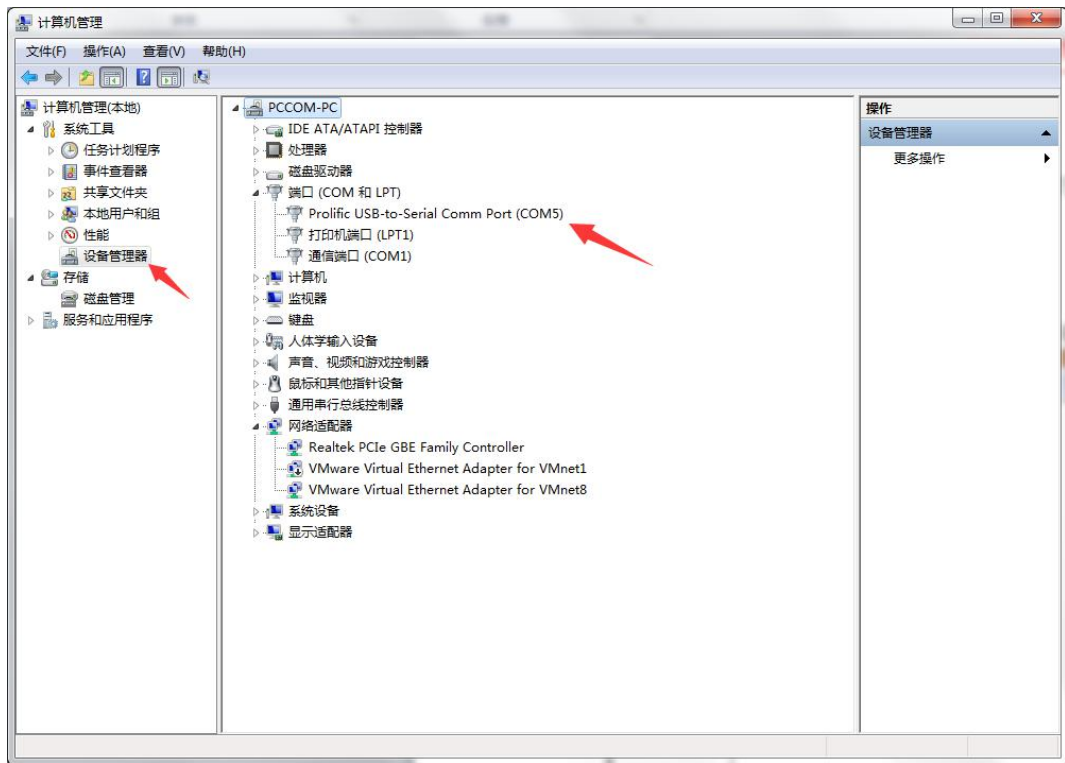 计算机管理
文件(F) 操作(A) 查看(V) 帮助(H)
计算机管理(本地)
系统工具
任务计划程序
事件查看器
共享文件夹
本地用户和组
性能
设备管理器
存储
磁盘管理
服务和应用程序
PCCOM-PC
IDE ATA/ATAPI 控制器
处理器
磁盘驱动器
端口 (COM 和 LPT)
Prolific USB-to-Serial Comm Port (COM5)
打印机端口 (LPT1)
通信端口 (COM1)
计算机
监视器
键盘
人体学输入设备
声音、视频和游戏控制器
鼠标和其他指针设备
通用串行总线控制器
网络适配器
Realtek PCIe GBE Family Controller
VMware Virtual Ethernet Adapter for VMnet1
VMware Virtual Ethernet Adapter for VMnet8
系统设备
显示适配器
操作
设备管理器
更多操作